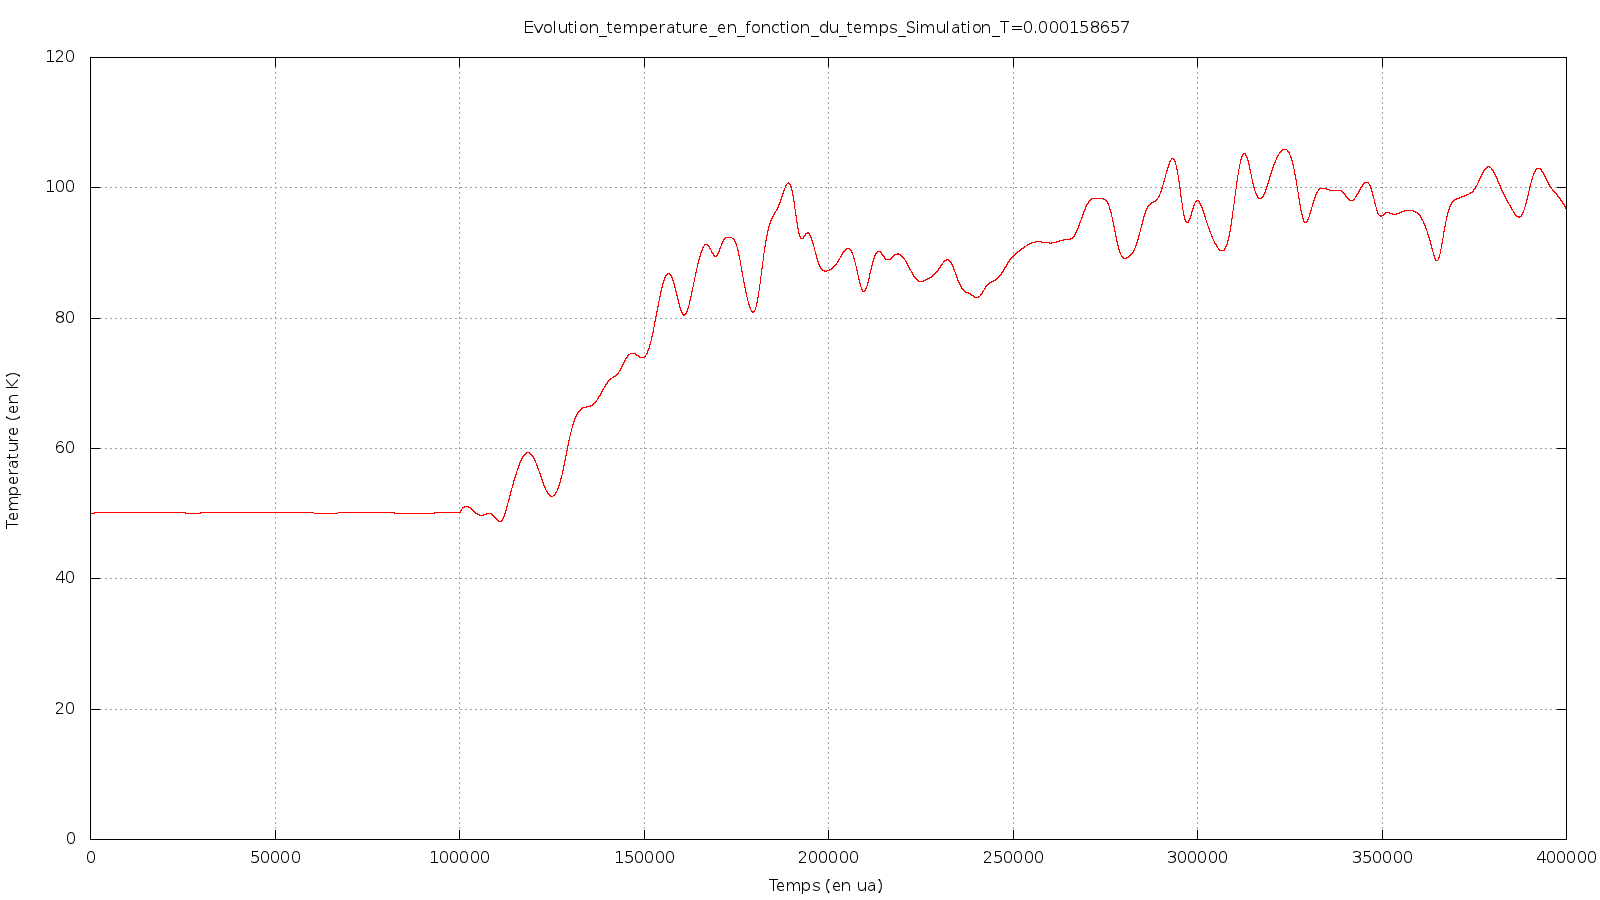 Evolution_temperature_en_fonction_du_temps_Simulation_T=0.000158657
120
100
80
60
40
20
0
Temperature (en K)
0 50000 100000 150000 200000 250000 300000 350000 400000
Temps (en ua)